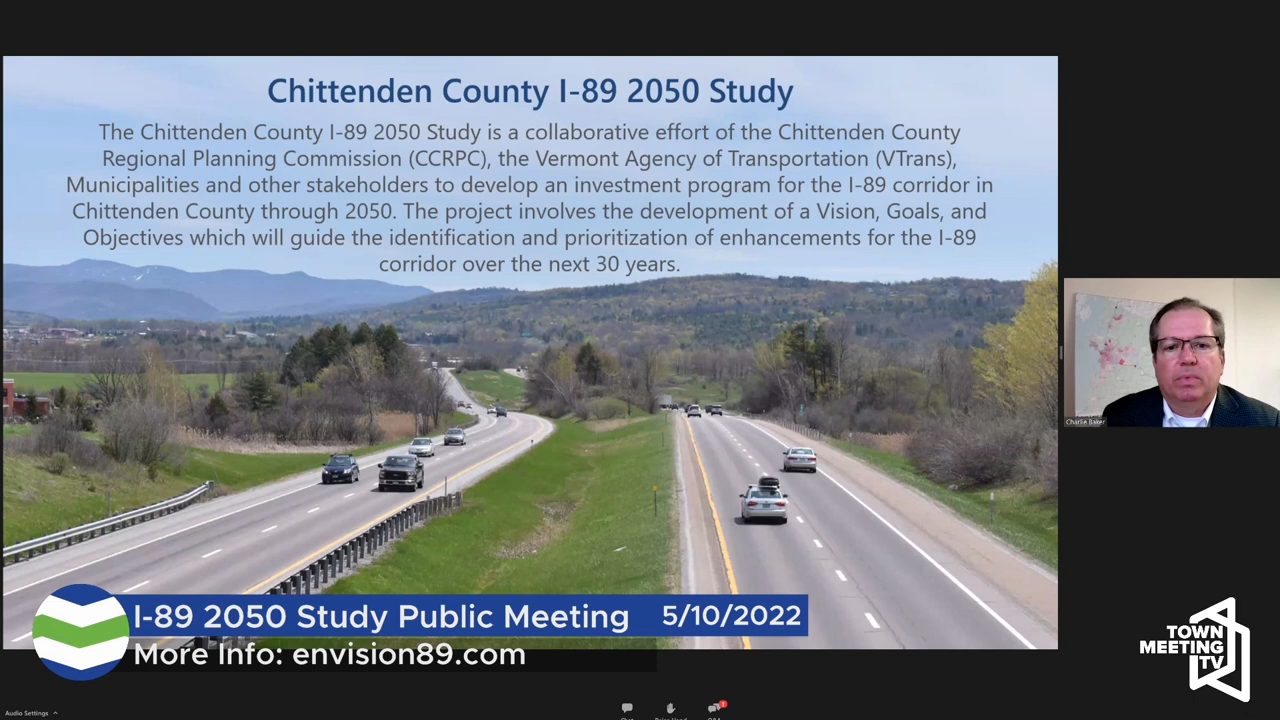 Chittenden County I-89 2050 Study
The Chittenden County I-89 2050 Study is a collaborative effort of the Chittenden County
Regional Planning Commission (CCRPC), the Vermont Agency of Transportation (VTrans),
Municipalities and other stakeholders to develop an investment program for the I-89 corridor in
Chittenden County through 2050. The project involves the development of a Vision, Goals, and
Objectives which will guide the identification and prioritization of enhancements for the I-89
corridor over the next 30 years.
Charlie Baker
I-89 2050 Study Public Meeting 5/10/2022
More Info: envision89.com
TOWN
MEETING
TV
Audio Settings
1